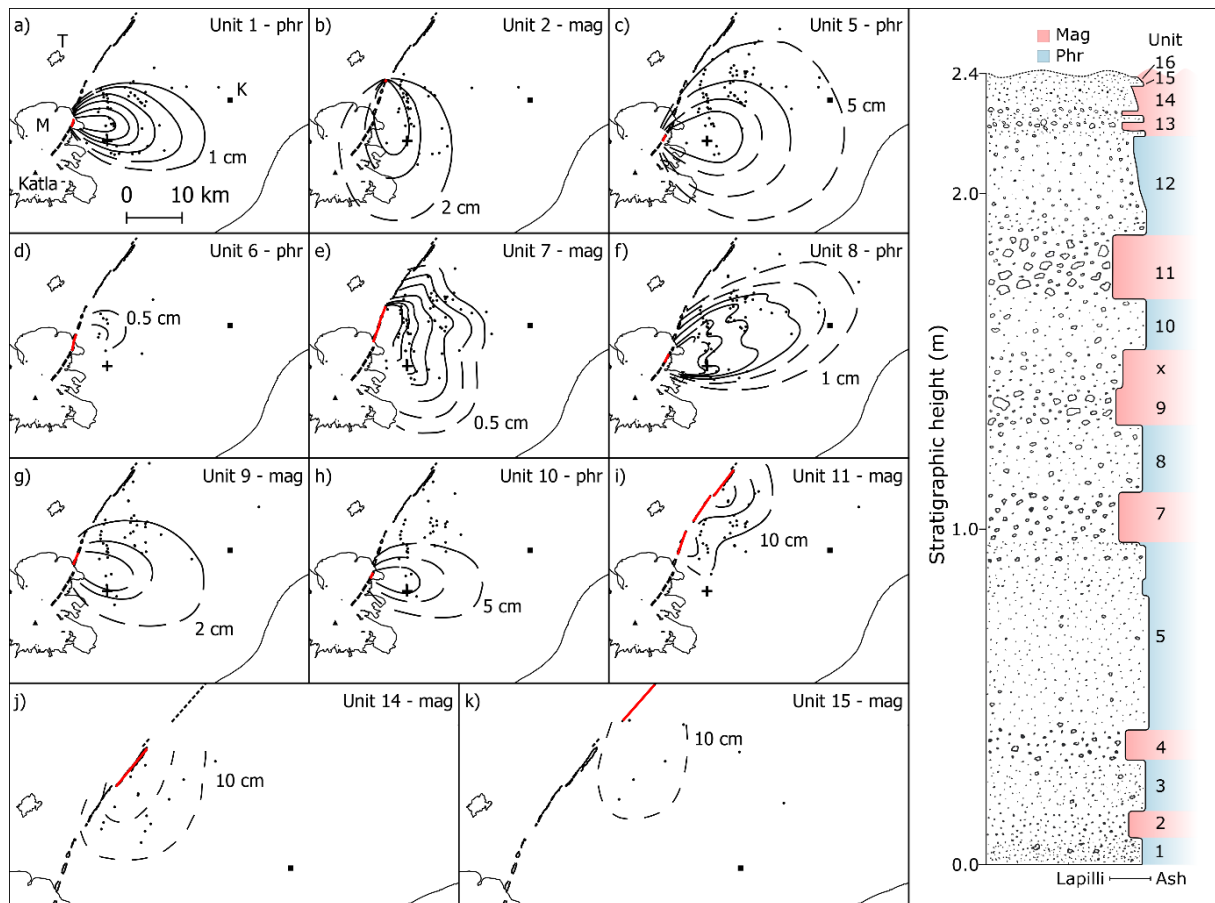 a) Unit 1 - phr
T
K
M
1 cm
Katla
0 10 km
b) Unit 2 - mag
2 cm
c) Unit 5 - phr
5 cm
d) Unit 6 - phr
0.5 cm
e) Unit 7 - mag
0.5 cm
f) Unit 8 - phr
1 cm
g) Unit 9 - mag
2 cm
h) Unit 10 - phr
5 cm
i) Unit 11 - mag
10 cm
j) Unit 14 - mag
10 cm
k) Unit 15 - mag
10 cm
Mag
Phr
Unit
16
15
14
13
12
11
10
x
9
8
7
5
4
3
2
1
2.4
2.0
1.0
0.0
Stratigraphic height (m)
Lapilli Ash